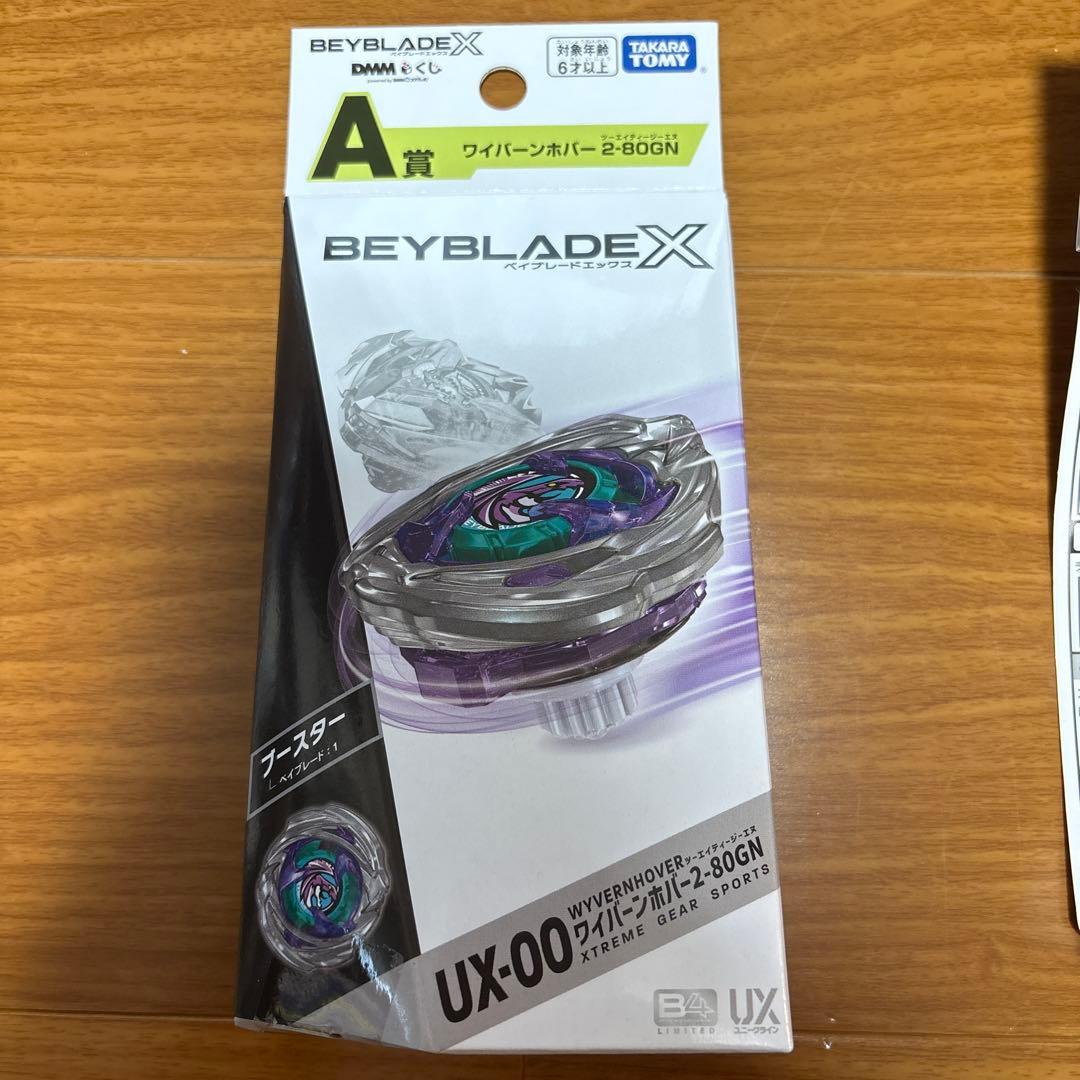 BEYBLADE X
ベイブレードエックス
DMMくじ
対象年齢
6才以上
TAKARA
TOMY
A賞
ツーエイティージーエヌ
ワイバーンホバー 2-80GN
BEYBLADE X
ベイブレードエックス
ブースター
ベイブレード：1
WYVERNHOVER ツーエイティージーエヌ
UX-00 ワイバーンホバー2-80GN
XTREME GEAR SPORTS
B4
LIMITED
UX
ユニークライン